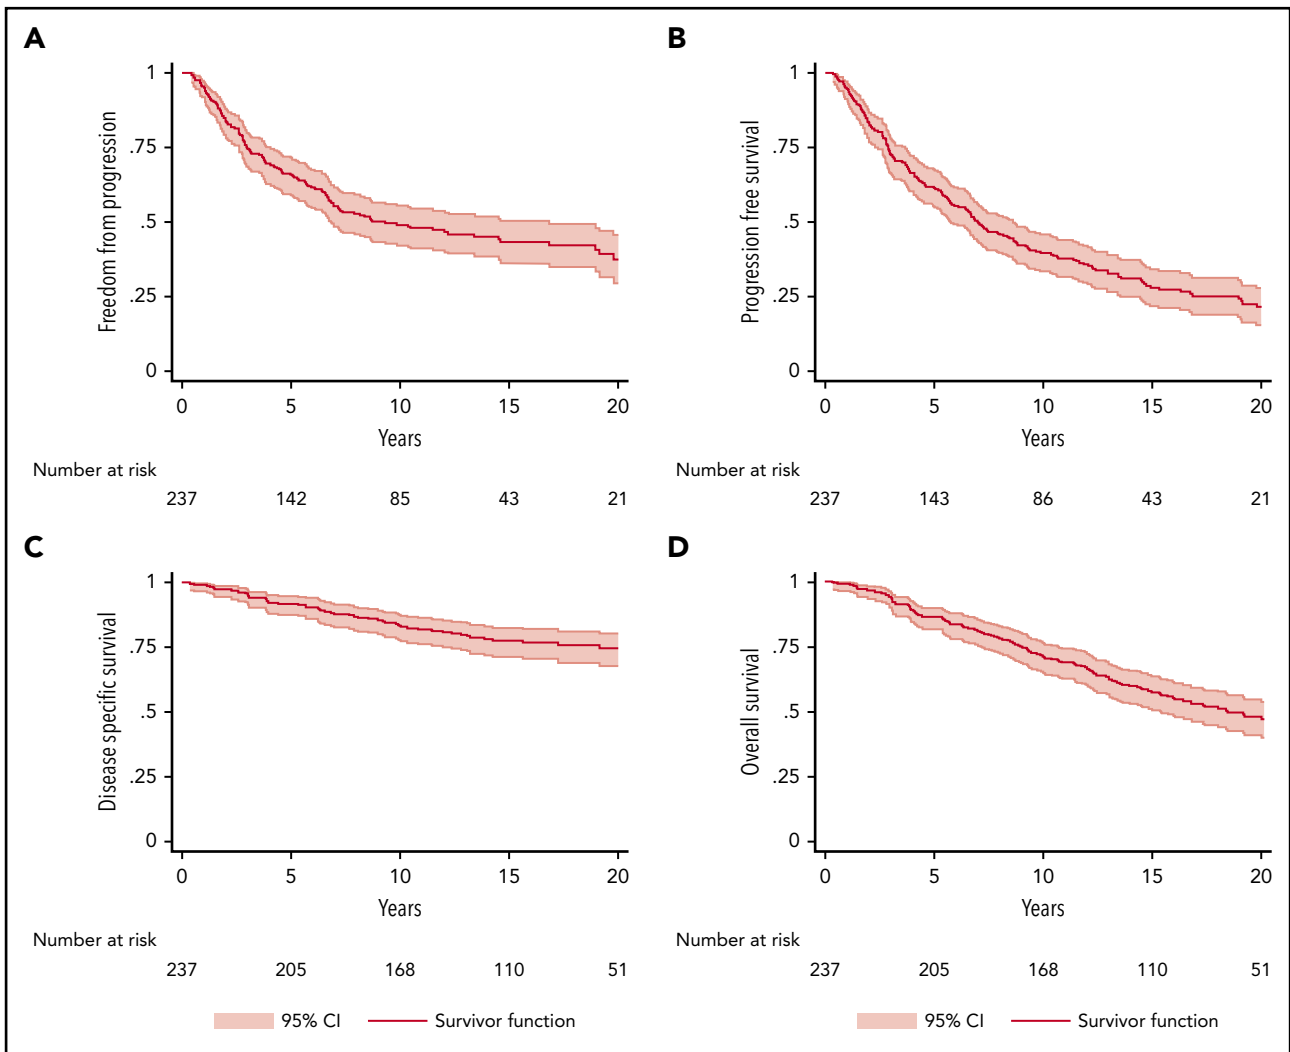 A
Freedom from progression
1
.75
.5
.25
0
0 5 10 15 20
Years
Number at risk
237 142 85 43 21
B
Progression free survival
1
.75
.5
.25
0
0 5 10 15 20
Years
Number at risk
237 143 86 43 21
C
Disease specific survival
1
.75
.5
.25
0
0 5 10 15 20
Years
Number at risk
237 205 168 110 51
95% CI Survivor function
D
Overall survival
1
.75
.5
.25
0
0 5 10 15 20
Years
Number at risk
237 205 168 110 51
95% CI Survivor function